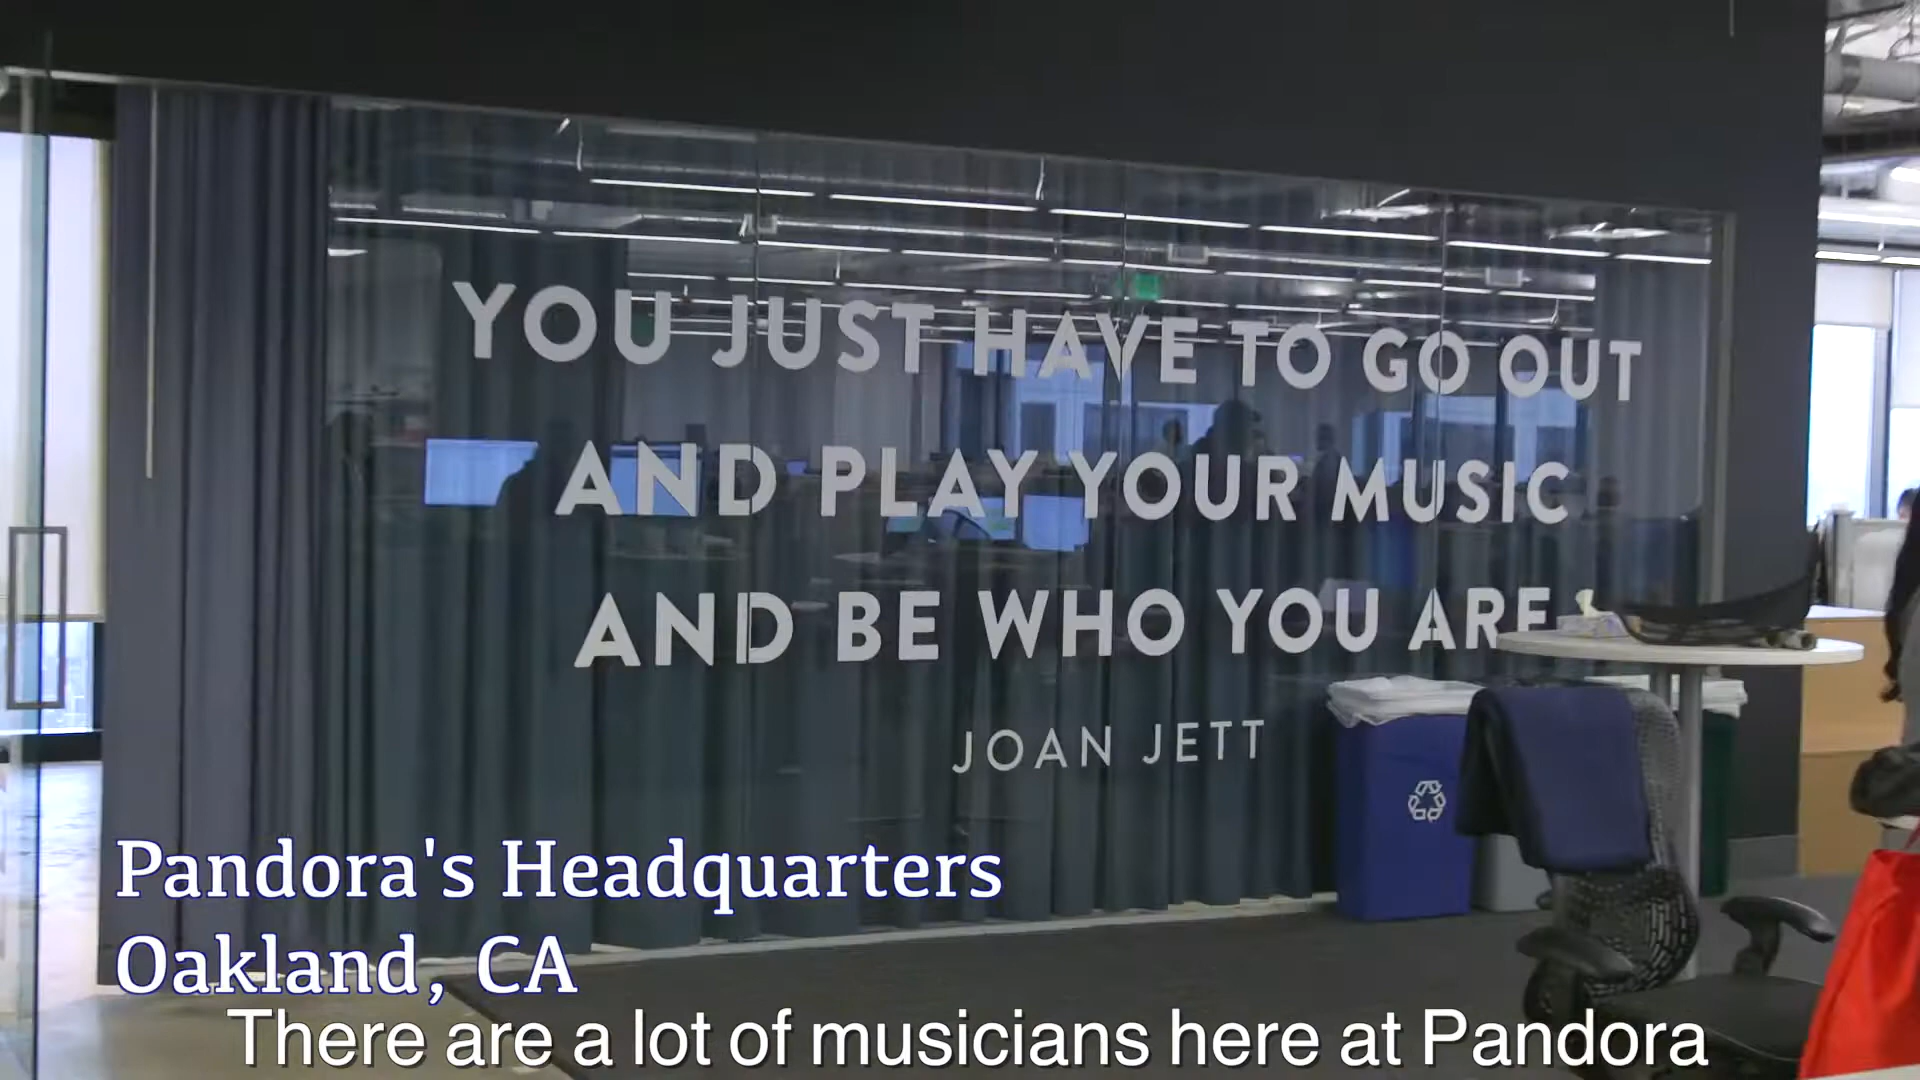 YOU JUST HAVE TO GO OUT
AND PLAY YOUR MUSIC
AND BE WHO YOU ARE
JOAN JETT
Pandora's Headquarters
Oakland, CA
There are a lot of musicians here at Pandora